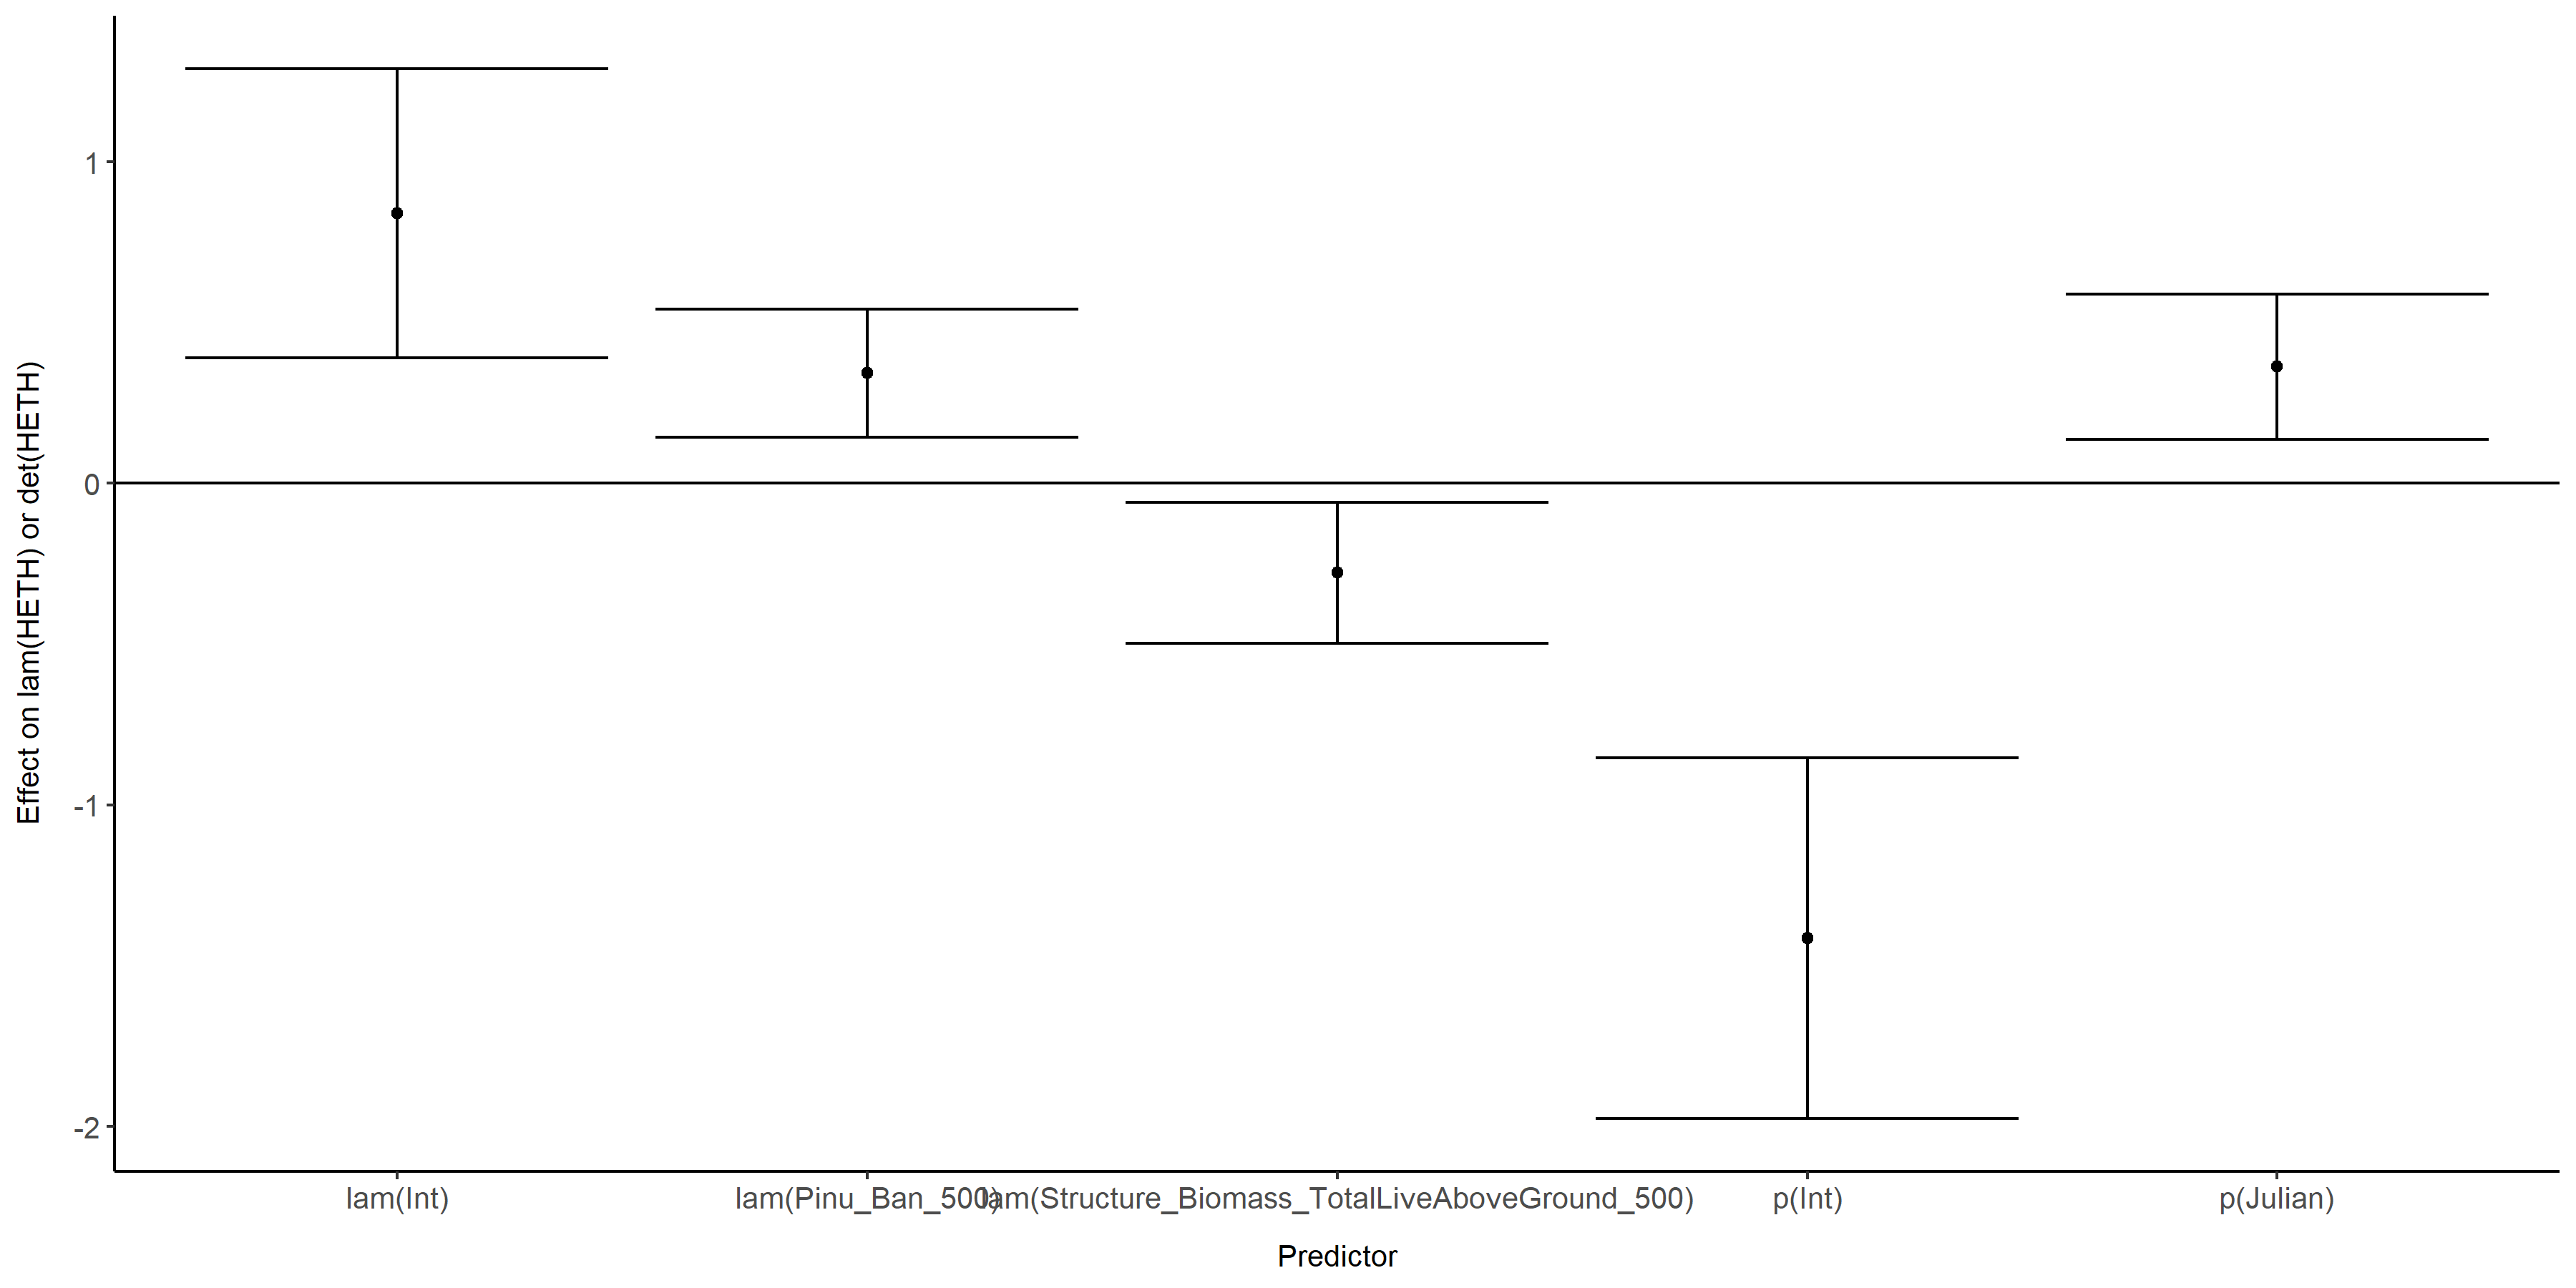 Effect on lam(HETH) or det(HETH)
1
0
-1
-2
lam(Int)
lam(Pinu_Ban_500)
lam(Structure_Biomass_TotalLiveAboveGround_500)
p(Int)
p(Julian)
Predictor